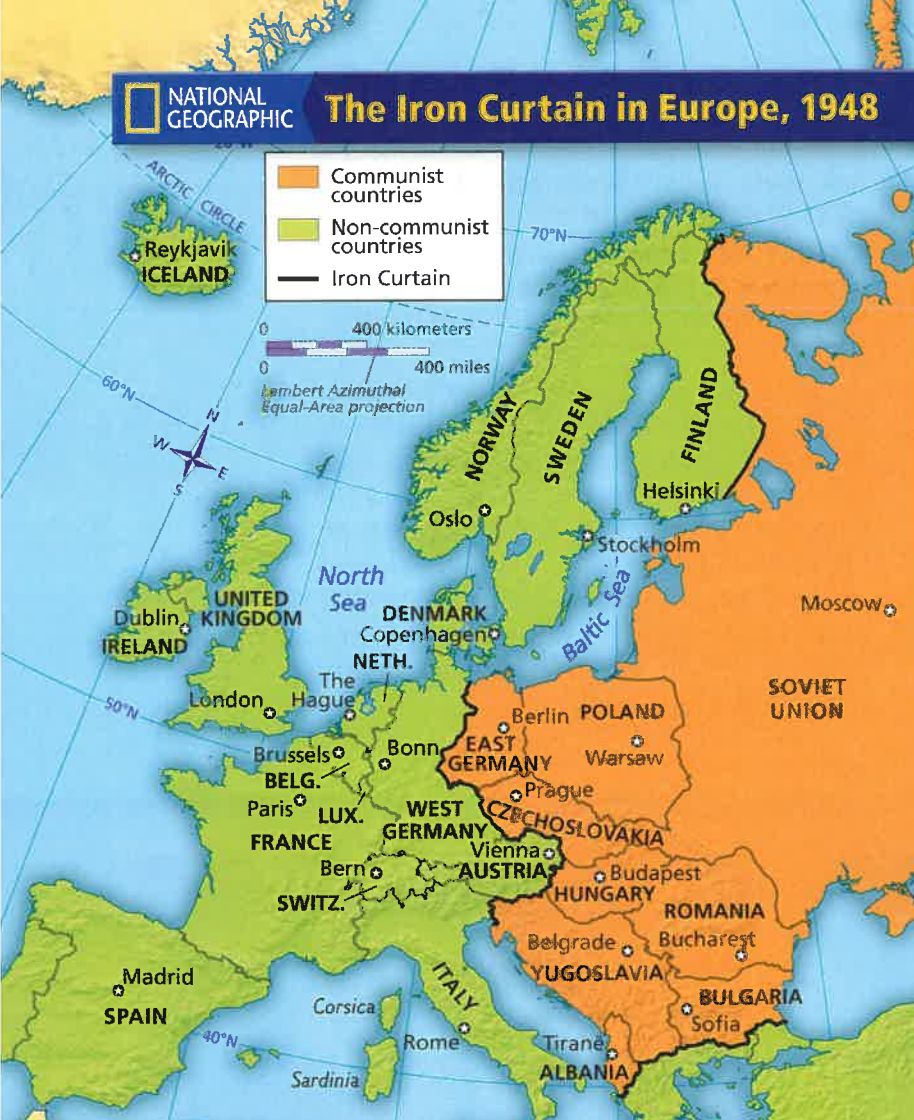 NATIONAL
GEOGRAPHIC
The Iron Curtain in Europe, 1948
ARCTIC CIRCLE
Communist
countries
Non-communist
countries
Iron Curtain
70°N
Reykjavik
ICELAND
0
400 kilometers
0
400 miles
Lambert Azimuthal
Equal-Area projection
60°N
N
W
E
S
NORWAY
SWEDEN
FINLAND
Helsinki
Oslo
Stockholm
North
Sea
Baltic Sea
UNITED
KINGDOM
Dublin
IRELAND
DENMARK
Copenhagen
Moscow
NETH.
The
Hague
London
50°N
SOVIET
UNION
Berlin
POLAND
EAST
GERMANY
Warsaw
Brussels
BELG.
Bonn
Prague
Paris
LUX.
WEST
GERMANY
CZECHOSLOVAKIA
FRANCE
Vienna
AUSTRIA
Bern
SWITZ.
Budapest
HUNGARY
ROMANIA
Belgrade
Bucharest
YUGOSLAVIA
Madrid
SPAIN
ITALY
BULGARIA
Sofia
Corsica
40°N
Rome
Tiranë
ALBANIA
Sardinia